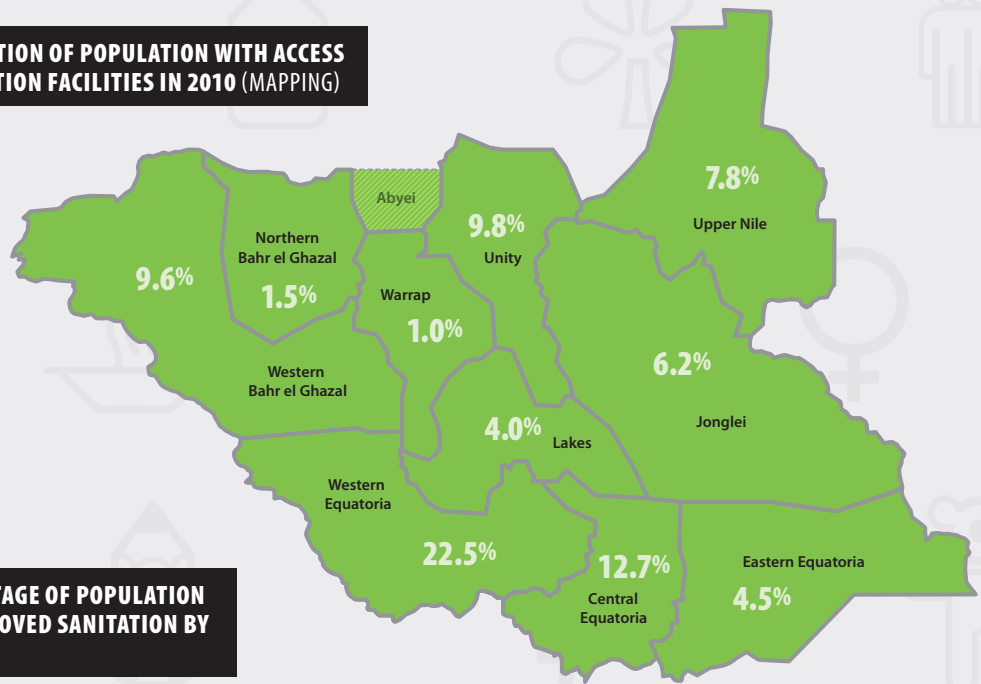 TION OF POPULATION WITH ACCESS
TION FACILITIES IN 2010 (MAPPING)
Abyei
7.8%
Upper Nile
9.8%
Unity
Northern
Bahr el Ghazal
1.5%
9.6%
Warrap
1.0%
Western
Bahr el Ghazal
6.2%
Jonglei
4.0%
Lakes
Western
Equatoria
22.5%
12.7%
Central
Equatoria
Eastern Equatoria
4.5%
TAGE OF POPULATION
OVED SANITATION BY